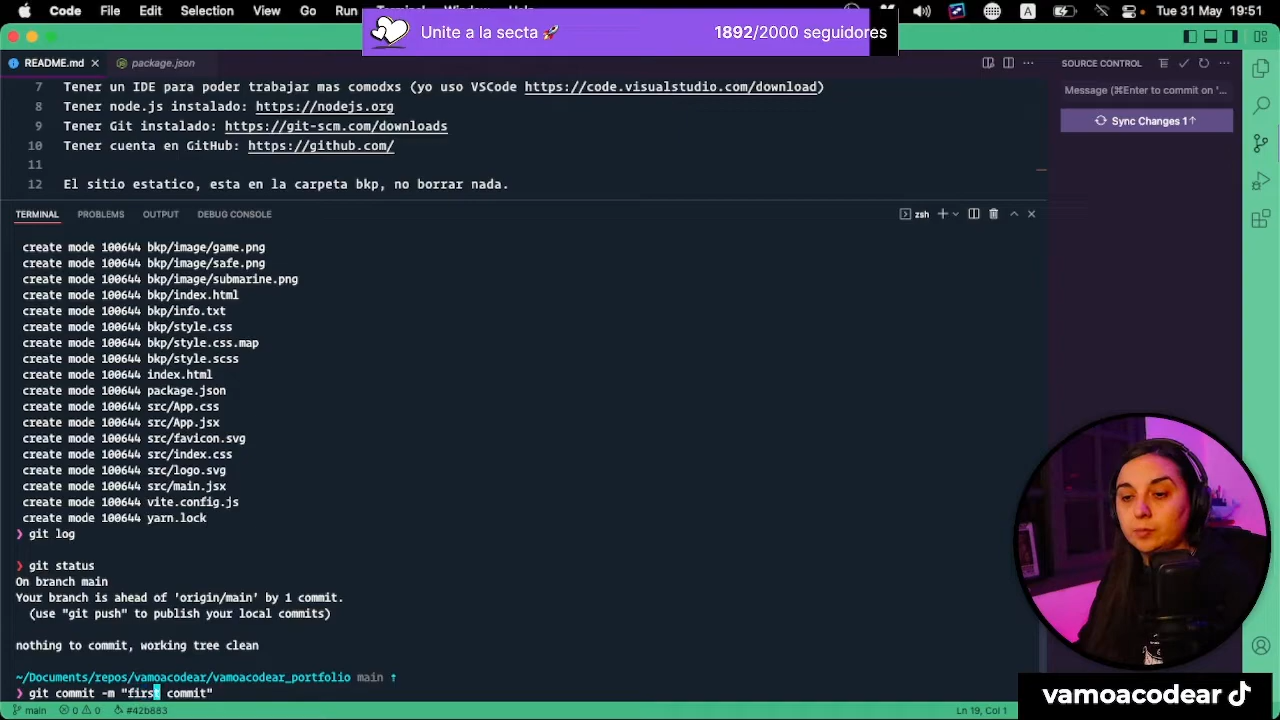 Code File Edit Selection View Go Run Terminal Window Help
A
Tue 31 May 19:51
Unite a la secta 🚀
1892/2000 seguidores
README.md
package.json
7 Tener un IDE para poder trabajar mas comodxs (yo uso VSCode https://code.visualstudio.com/download)
8 Tener node.js instalado: https://nodejs.org
9 Tener Git instalado: https://git-scm.com/downloads
10 Tener cuenta en GitHub: https://github.com/
11
12 El sitio estatico, esta en la carpeta bkp, no borrar nada.
SOURCE CONTROL
Message (⌘Enter to commit on '...
Sync Changes 1↑
TERMINAL PROBLEMS OUTPUT DEBUG CONSOLE
zsh
create mode 100644 bkp/image/game.png
create mode 100644 bkp/image/safe.png
create mode 100644 bkp/image/submarine.png
create mode 100644 bkp/index.html
create mode 100644 bkp/info.txt
create mode 100644 bkp/style.css
create mode 100644 bkp/style.css.map
create mode 100644 bkp/style.scss
create mode 100644 index.html
create mode 100644 package.json
create mode 100644 src/App.css
create mode 100644 src/App.jsx
create mode 100644 src/favicon.svg
create mode 100644 src/index.css
create mode 100644 src/logo.svg
create mode 100644 src/main.jsx
create mode 100644 vite.config.js
create mode 100644 yarn.lock
❯ git log
❯ git status
On branch main
Your branch is ahead of 'origin/main' by 1 commit.
(use "git push" to publish your local commits)
nothing to commit, working tree clean
~/Documents/repos/vamoacodear/vamoacodear_portfolio main ↑
❯ git commit -m "first commit"
main 0 0 #42b883
Ln 19, Col 1
vamoacodear